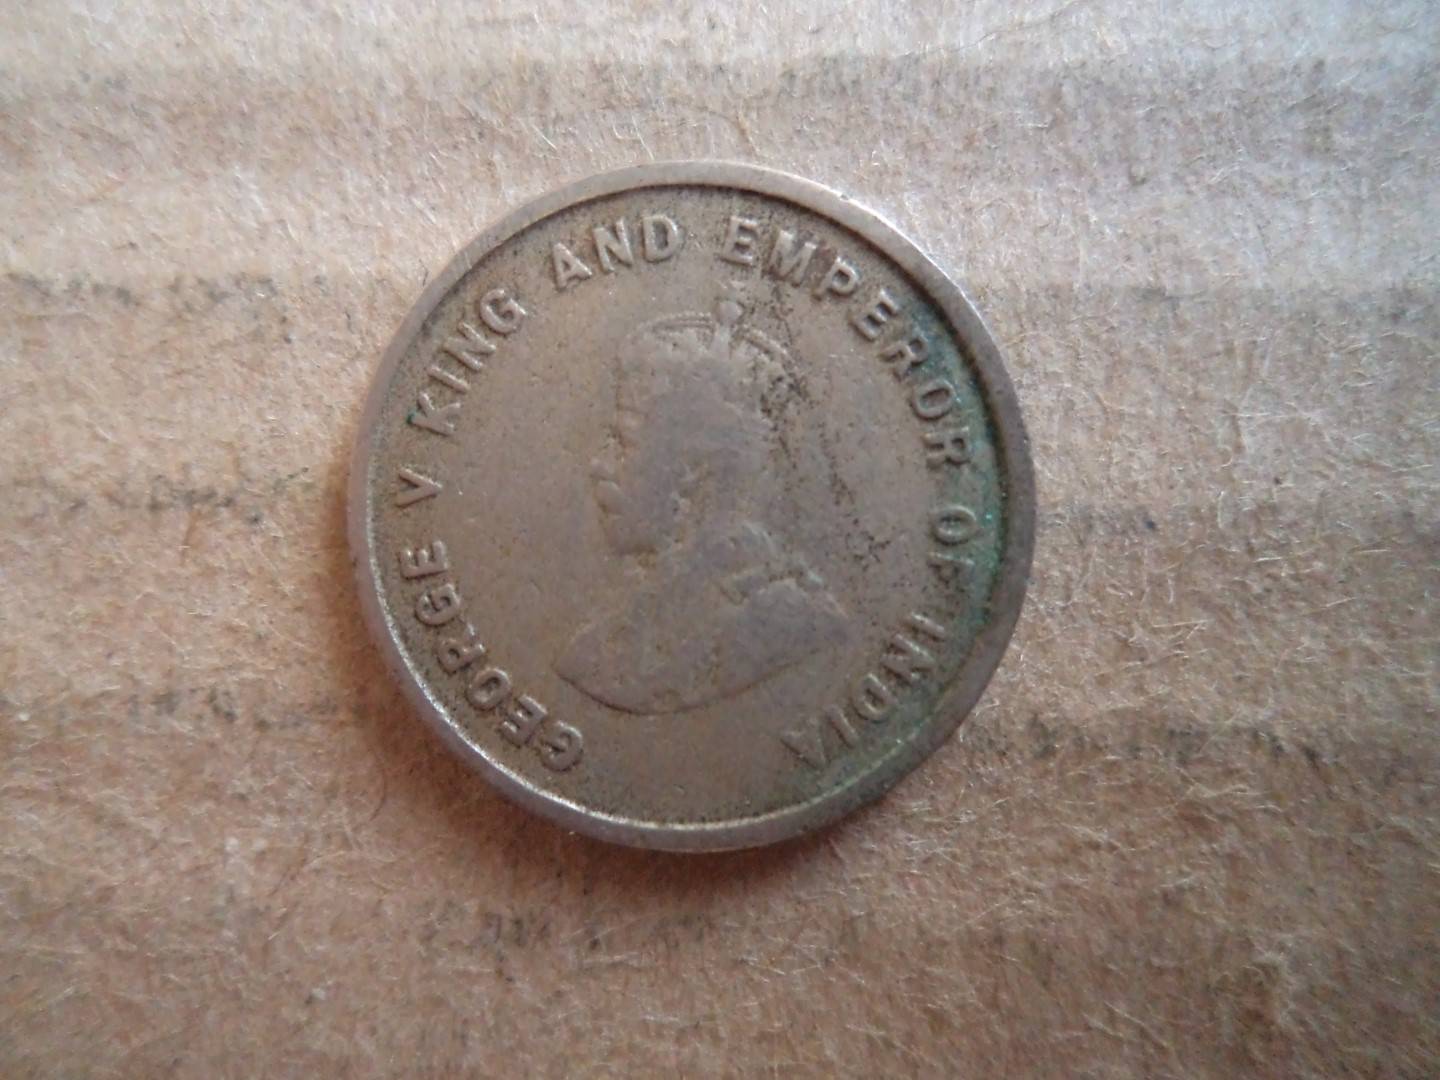 GEORGE V KING AND EMPEROR OF INDIA